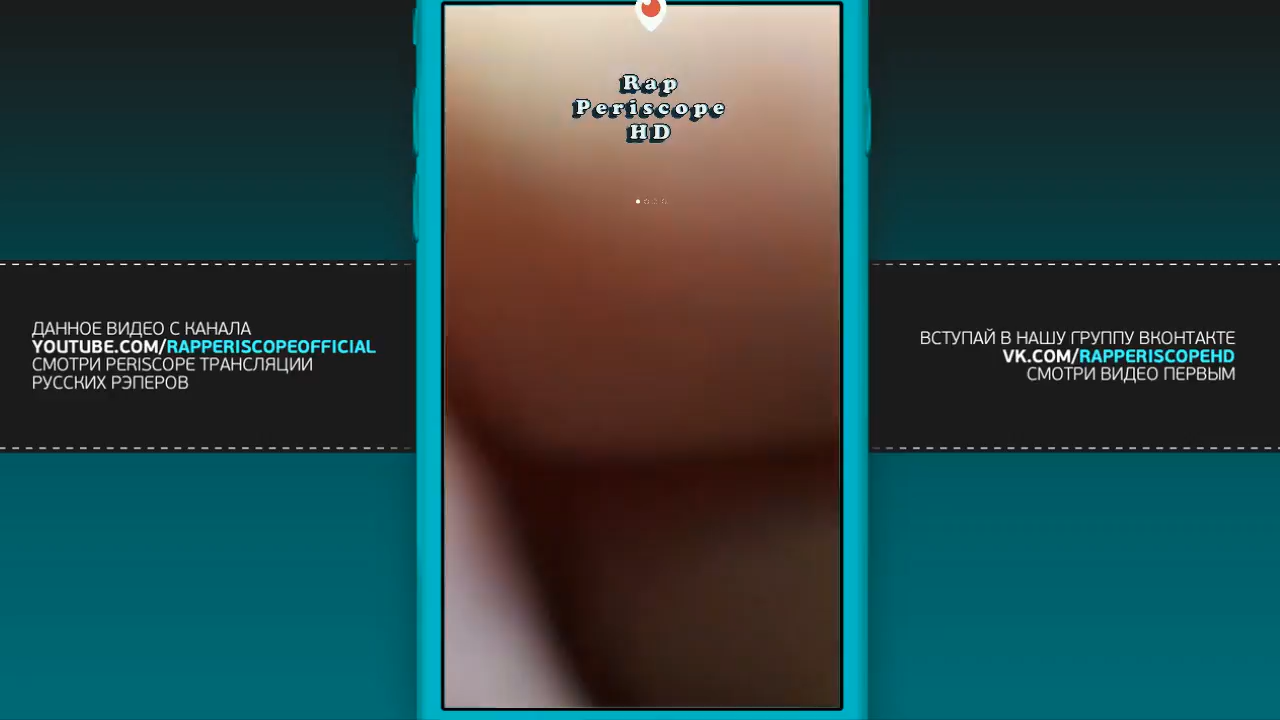 Rap
Periscope
HD
ДАННОЕ ВИДЕО С КАНАЛА
YOUTUBE.COM/RAPPERISCOPEOFFICIAL
СМОТРИ PERISCOPE ТРАНСЛЯЦИИ
РУССКИХ РЭПЕРОВ
ВСТУПАЙ В НАШУ ГРУППУ ВКОНТАКТЕ
VK.COM/RAPPERISCOPEHD
СМОТРИ ВИДЕО ПЕРВЫМ